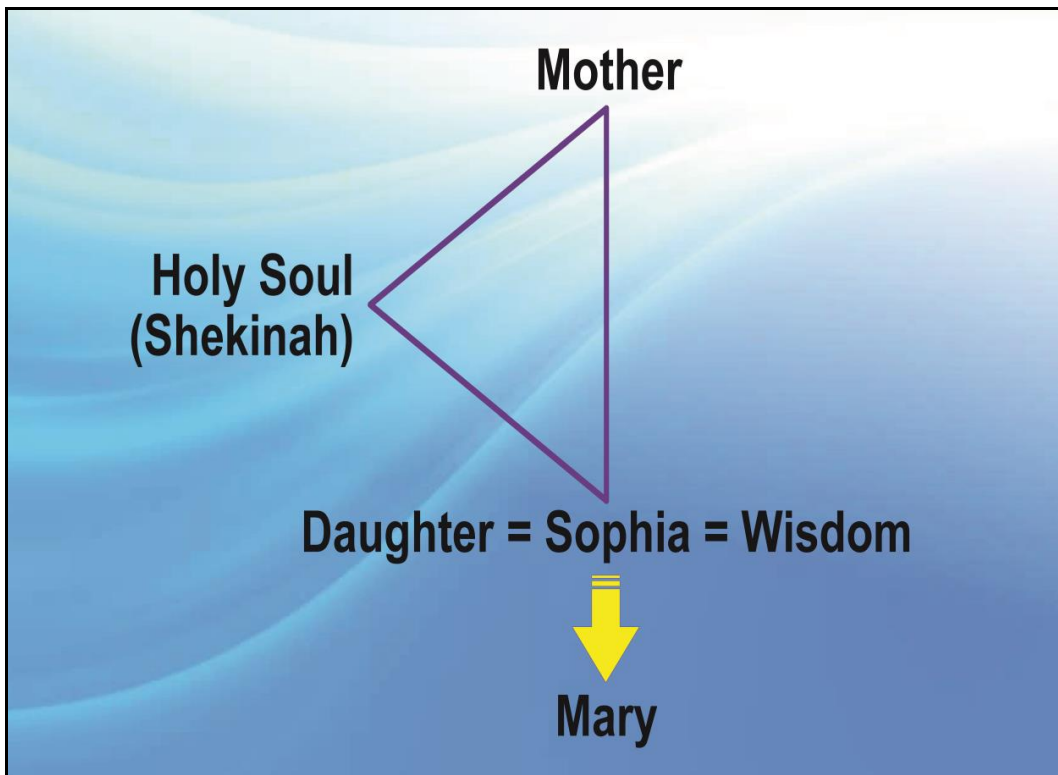 Mother
Holy Soul
(Shekinah)
Daughter = Sophia = Wisdom
Mary